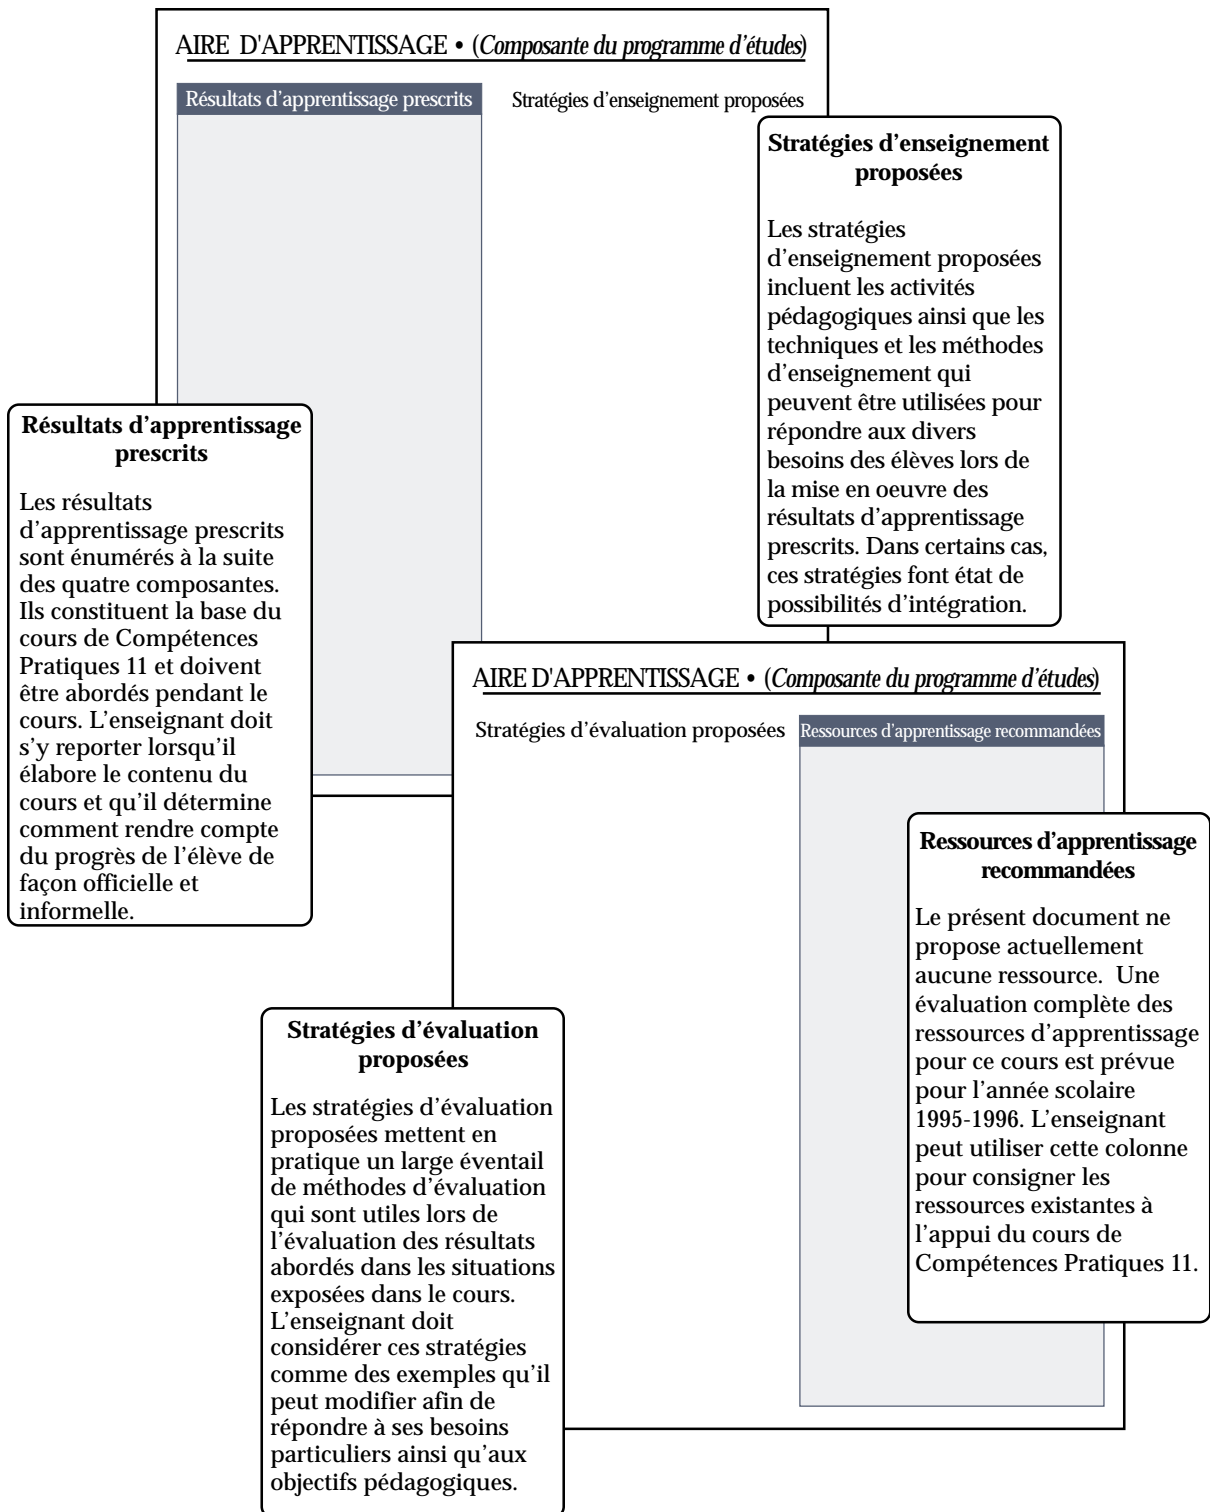 AIRE D'APPRENTISSAGE • (Composante du programme d'études)
Résultats d'apprentissage prescrits
Stratégies d'enseignement proposées
Stratégies d'enseignement
proposées
Les stratégies
d'enseignement proposées
incluent les activités
pédagogiques ainsi que les
techniques et les méthodes
d'enseignement qui
peuvent être utilisées pour
répondre aux divers
besoins des élèves lors de
la mise en oeuvre des
résultats d'apprentissage
prescrits. Dans certains cas,
ces stratégies font état de
possibilités d'intégration.
Résultats d'apprentissage
prescrits
Les résultats
d'apprentissage prescrits
sont énumérés à la suite
des quatre composantes.
Ils constituent la base du
cours de Compétences
Pratiques 11 et doivent
être abordés pendant le
cours. L'enseignant doit
s'y reporter lorsqu'il
élabore le contenu du
cours et qu'il détermine
comment rendre compte
du progrès de l'élève de
façon officielle et
informelle.
AIRE D'APPRENTISSAGE • (Composante du programme d'études)
Stratégies d'évaluation proposées
Ressources d'apprentissage recommandées
Ressources d'apprentissage
recommandées
Le présent document ne
propose actuellement
aucune ressource. Une
évaluation complète des
ressources d'apprentissage
pour ce cours est prévue
pour l'année scolaire
1995-1996. L'enseignant
peut utiliser cette colonne
pour consigner les
ressources existantes à
l'appui du cours de
Compétences Pratiques 11.
Stratégies d'évaluation
proposées
Les stratégies d'évaluation
proposées mettent en
pratique un large éventail
de méthodes d'évaluation
qui sont utiles lors de
l'évaluation des résultats
abordés dans les situations
exposées dans le cours.
L'enseignant doit
considérer ces stratégies
comme des exemples qu'il
peut modifier afin de
répondre à ses besoins
particuliers ainsi qu'aux
objectifs pédagogiques.